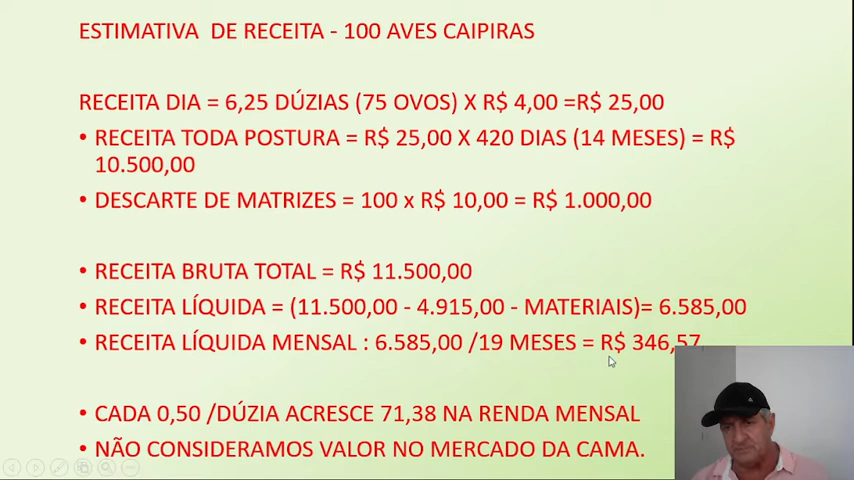 ESTIMATIVA DE RECEITA - 100 AVES CAIPIRAS
RECEITA DIA = 6,25 DÚZIAS (75 OVOS) X R$ 4,00 =R$ 25,00
• RECEITA TODA POSTURA = R$ 25,00 X 420 DIAS (14 MESES) = R$
10.500,00
• DESCARTE DE MATRIZES = 100 x R$ 10,00 = R$ 1.000,00
• RECEITA BRUTA TOTAL = R$ 11.500,00
• RECEITA LÍQUIDA = (11.500,00 - 4.915,00 - MATERIAIS)= 6.585,00
• RECEITA LÍQUIDA MENSAL : 6.585,00 /19 MESES = R$ 346,57
• CADA 0,50 /DÚZIA ACRESCE 71,38 NA RENDA MENSAL
• NÃO CONSIDERAMOS VALOR NO MERCADO DA CAMA.